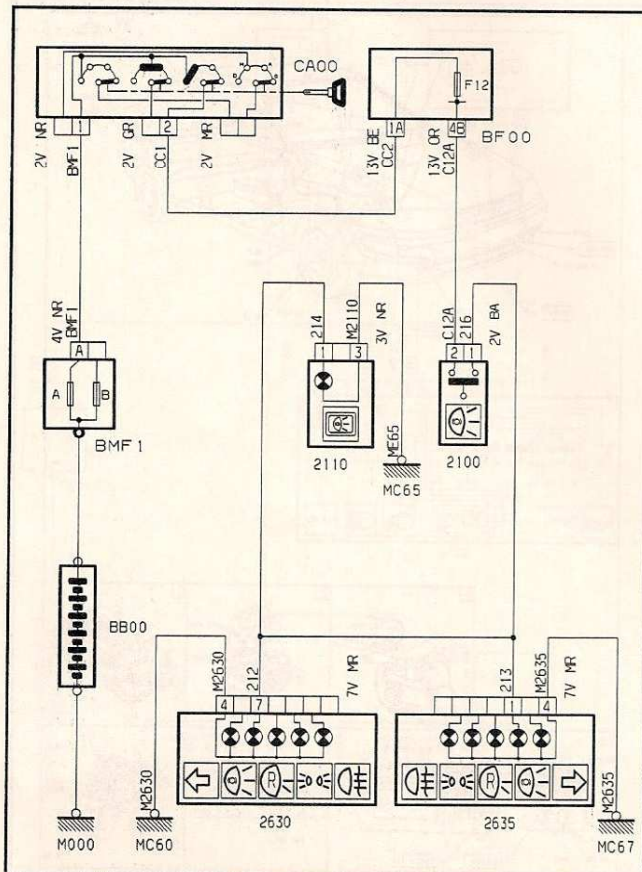 CA00
F12
BF00
1
2
1A
4B
2V NR
BMF1
2V GR
CC1
2V MR
13V BE
CC2
13V OR
C12A
4V NR
BMF1
A
A
B
BMF1
214
M2110
3V NR
1
3
2110
ME65
MC65
C12A
216
2V BA
2
1
2100
BB00
M2630
212
7V MR
4
7
213
M2635
7V MR
1
4
R
R
2630
2635
M000
M2630
MC60
M2635
MC67